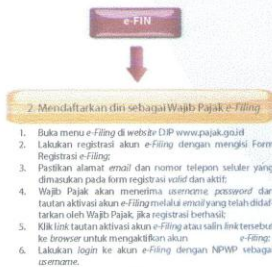 e-FIN
2. Mendaftarkan diri sebagai Wajib Pajak e-Filing
1. Buka menu e-Filing di website DJP www.pajak.go.id
2. Lakukan registrasi akun e-Filing dengan mengisi Form
Registrasi e-Filing;
3. Pastikan alamat email dan nomor telepon seluler yang
dimasukan pada form registrasi valid dan aktif;
4. Wajib Pajak akan menerima username, password dan
tautan aktivasi akun e-Filing melalui email yang telah didaf-
tarkan oleh Wajib Pajak, jika registrasi berhasil;
5. Klik link tautan aktivasi akun e-Filing atau salin link tersebut
ke browser untuk mengaktifkan akun e-Filing;
6. Lakukan login ke akun e-Filing dengan NPWP sebagai
username.